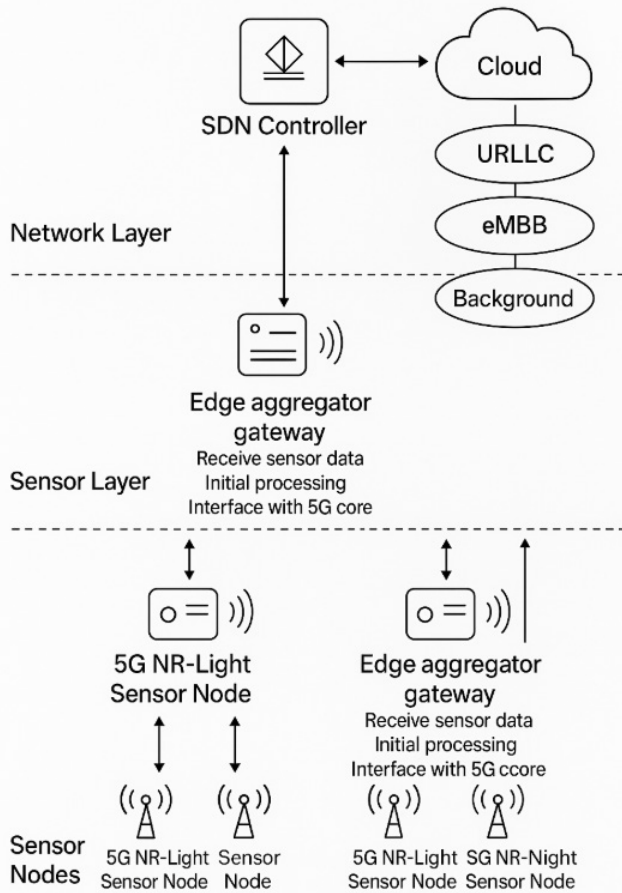 Cloud
SDN Controller
URLLC
eMBB
Network Layer
Background
Edge aggregator
gateway
Receive sensor data
Initial processing
Interface with 5G core
Sensor Layer
5G NR-Light
Sensor Node
Edge aggregator
gateway
Receive sensor data
Initial processing
Interface with 5G ccore
Sensor
Nodes
5G NR-Light
Sensor Node
Sensor
Node
5G NR-Light
Sensor Node
SG NR-Night
Sensor Node